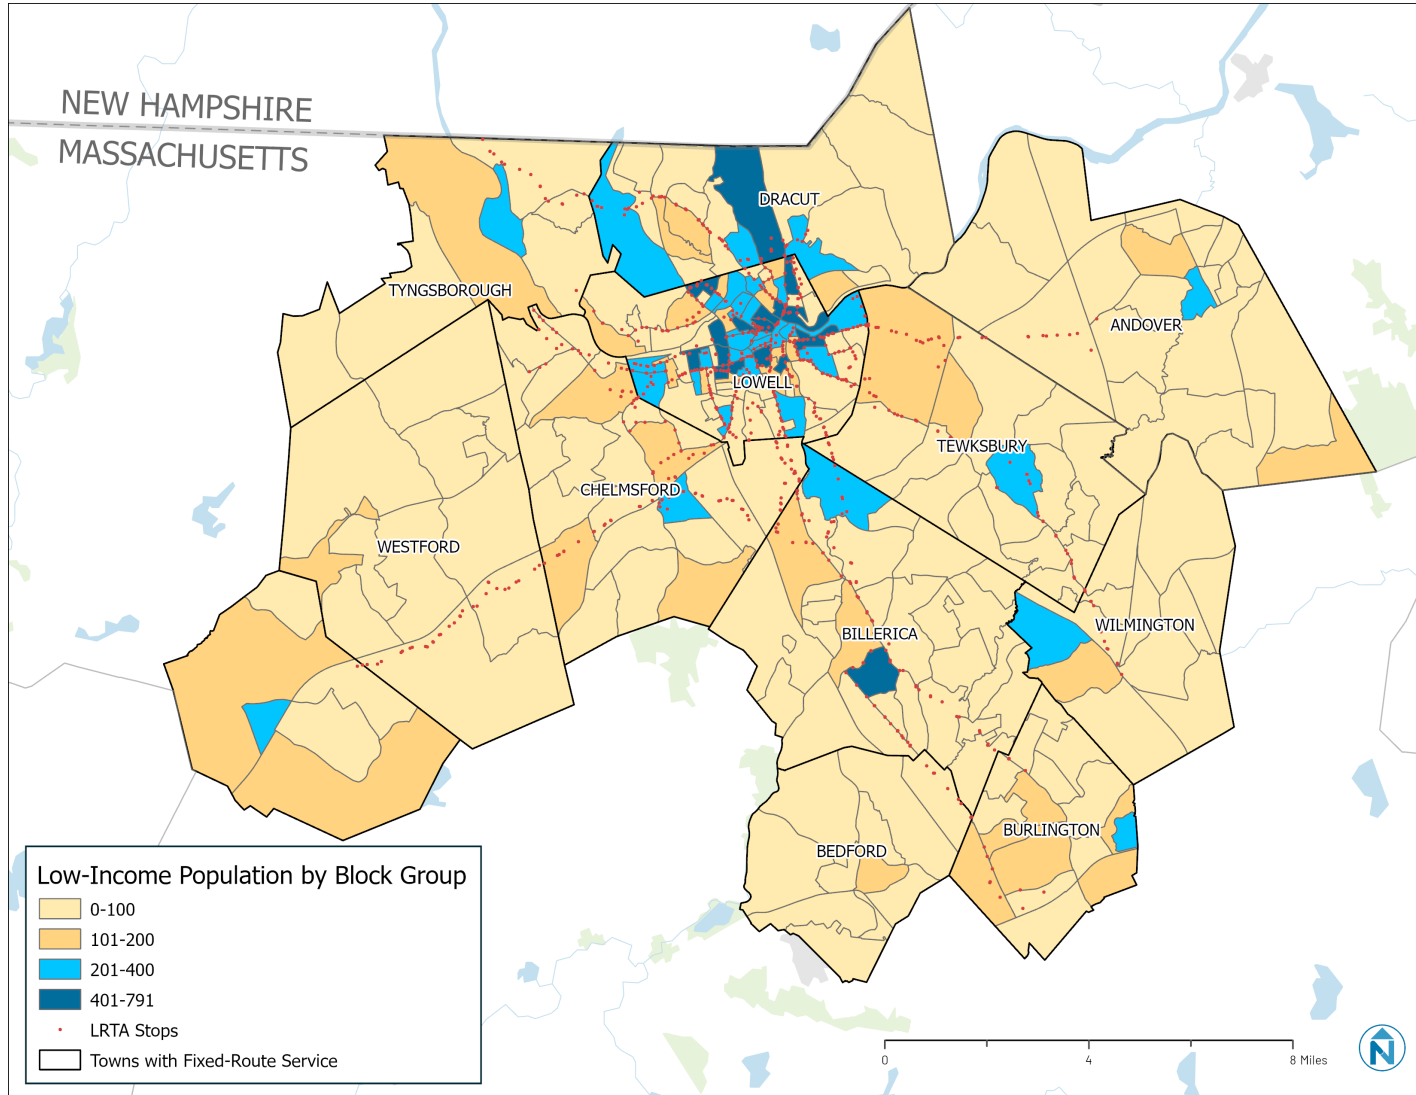 NEW HAMPSHIRE
MASSACHUSETTS
DRACUT
TYNGSBOROUGH
ANDOVER
LOWELL
TEWKSBURY
CHELMSFORD
WESTFORD
WILMINGTON
BILLERICA
BURLINGTON
BEDFORD
Low-Income Population by Block Group
0-100
101-200
201-400
401-791
LRTA Stops
Towns with Fixed-Route Service
0 4 8 Miles
N